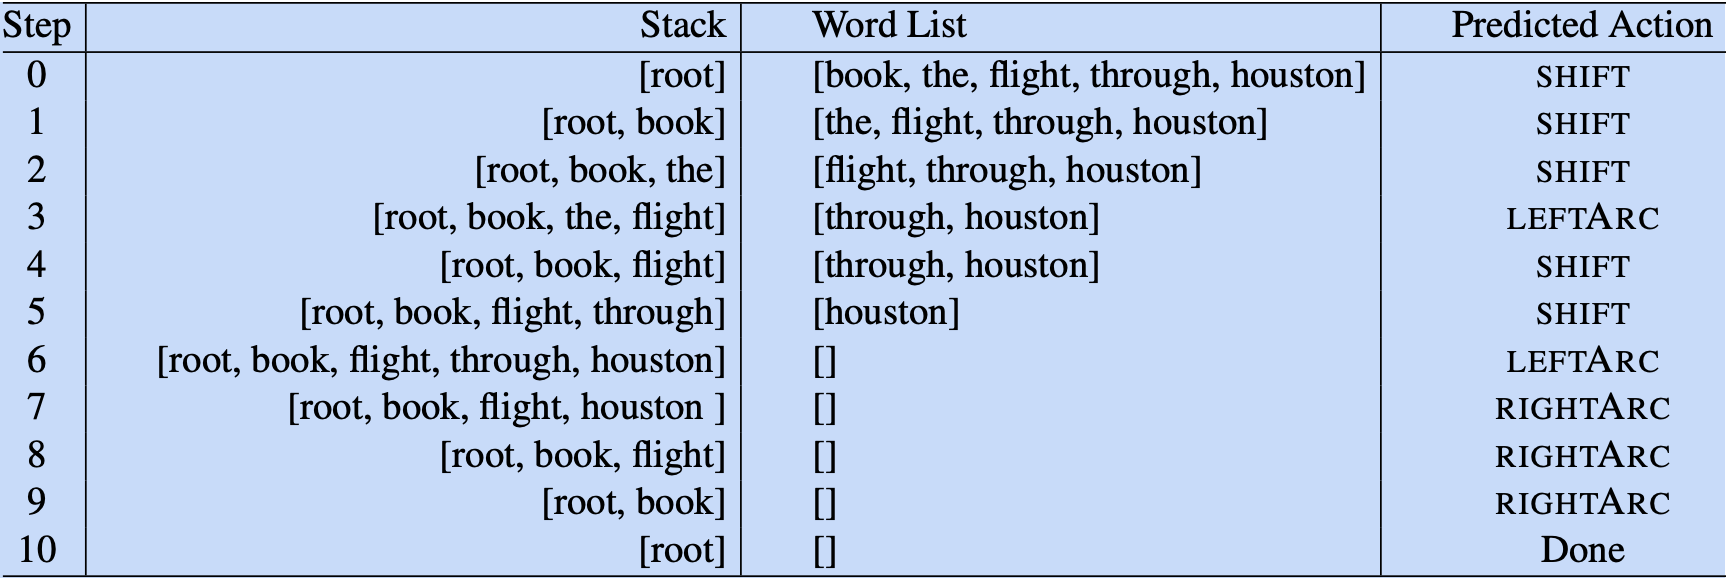 Step Stack Word List Predicted Action
0 [root] [book, the, flight, through, houston] SHIFT
1 [root, book] [the, flight, through, houston] SHIFT
2 [root, book, the] [flight, through, houston] SHIFT
3 [root, book, the, flight] [through, houston] LEFTARC
4 [root, book, flight] [through, houston] SHIFT
5 [root, book, flight, through] [houston] SHIFT
6 [root, book, flight, through, houston] [] LEFTARC
7 [root, book, flight, houston ] [] RIGHTARC
8 [root, book, flight] [] RIGHTARC
9 [root, book] [] RIGHTARC
10 [root] [] Done